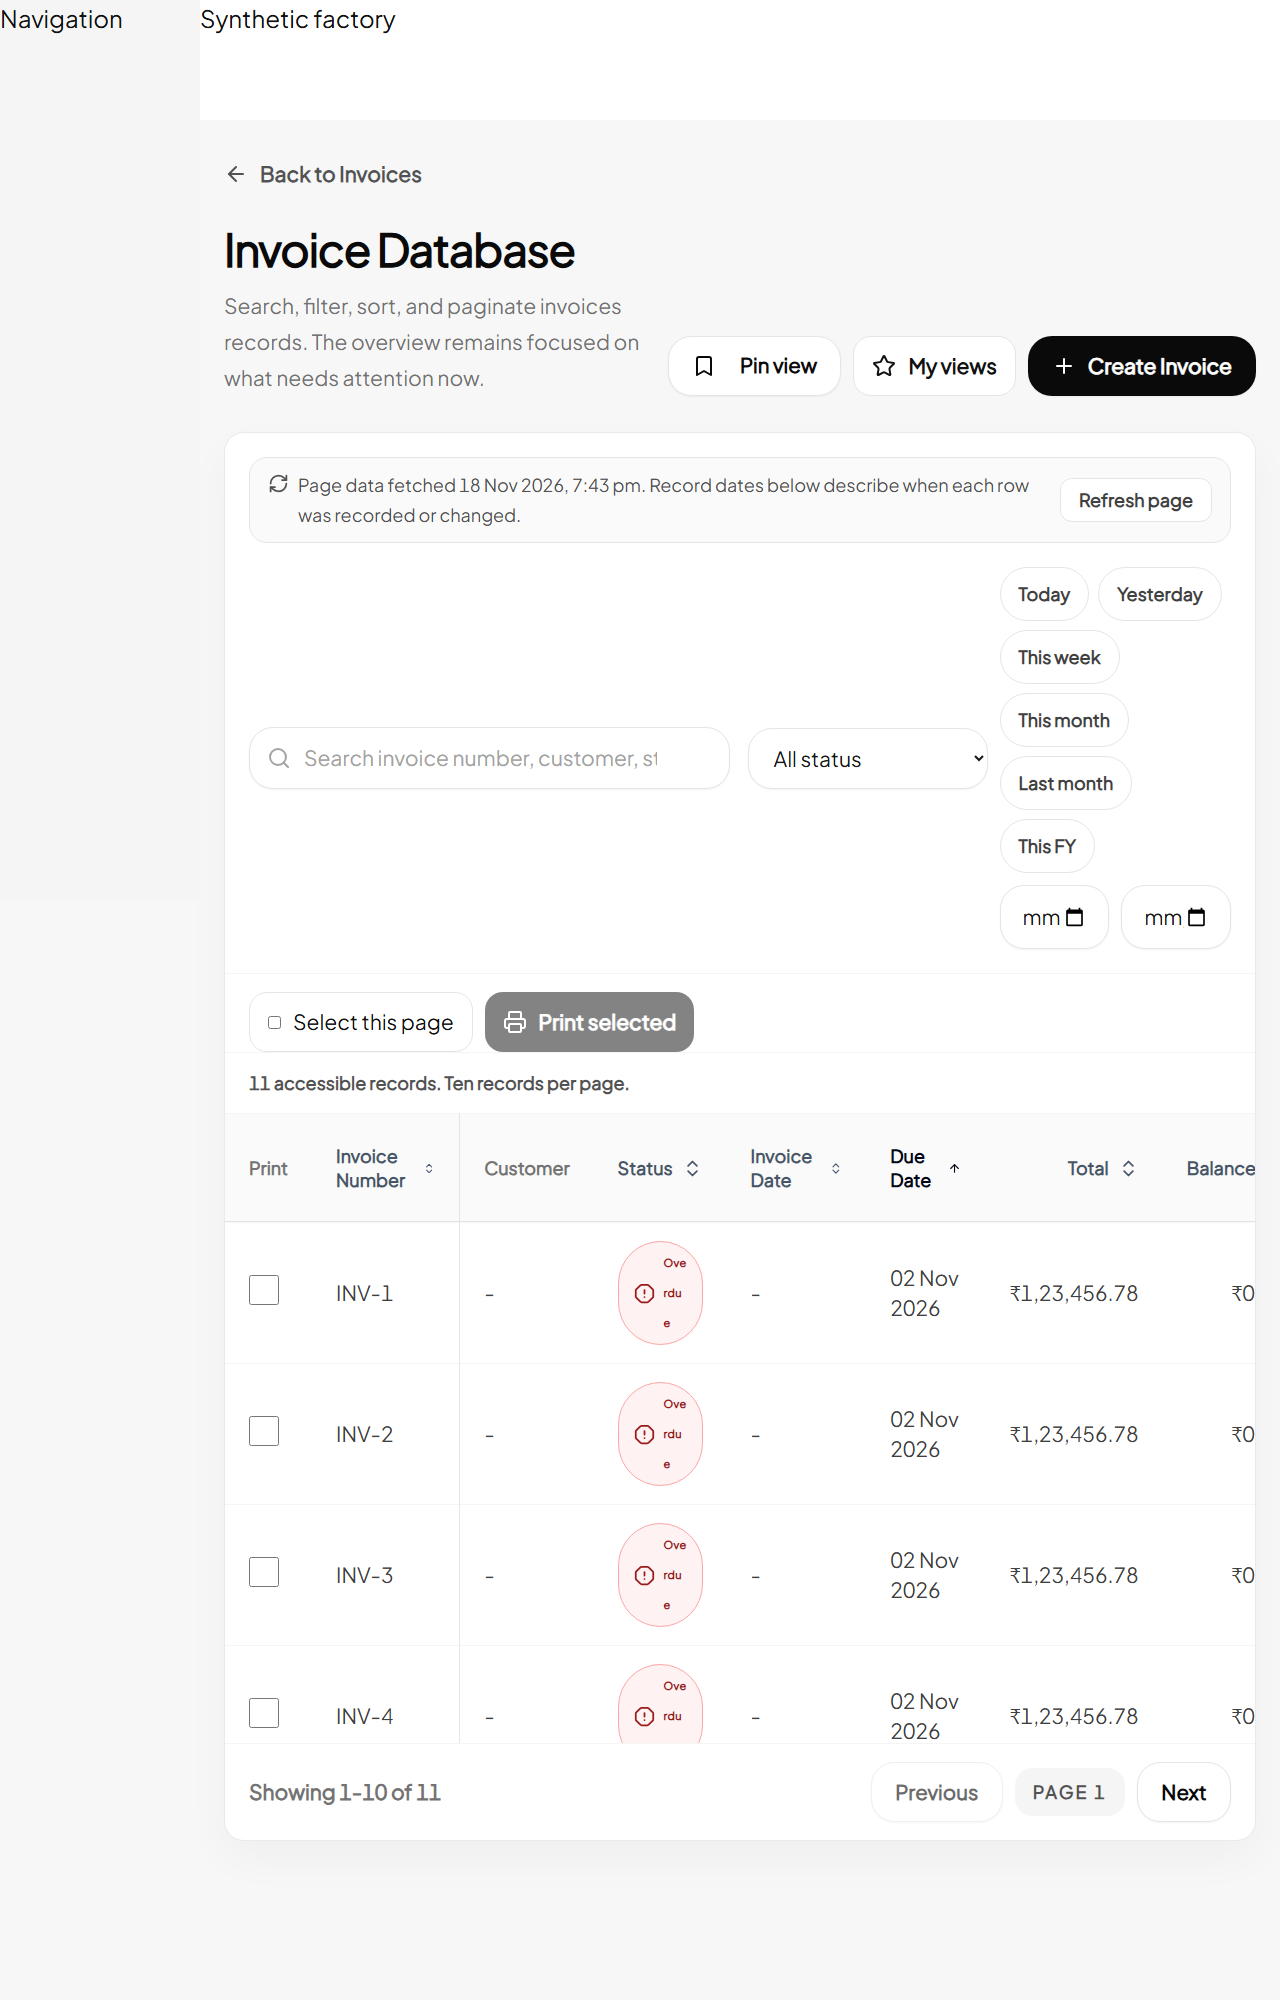 Navigation
Synthetic factory
Back to Invoices
Invoice Database
Search, filter, sort, and paginate invoices
records. The overview remains focused on
what needs attention now.
Pin view
My views
Create Invoice
Page data fetched 18 Nov 2026, 7:43 pm. Record dates below describe when each row
was recorded or changed.
Refresh page
Today
Yesterday
This week
This month
Last month
This FY
Search invoice number, customer, st
All status
mm
mm
Select this page
Print selected
11 accessible records. Ten records per page.
Print
Invoice
Number
Customer
Status
Invoice
Date
Due
Date
Total
Balance
INV-1
-
Ove
rdu
e
-
02 Nov
2026
₹1,23,456.78
₹0
INV-2
-
Ove
rdu
e
-
02 Nov
2026
₹1,23,456.78
₹0
INV-3
-
Ove
rdu
e
-
02 Nov
2026
₹1,23,456.78
₹0
INV-4
-
Ove
rdu
-
02 Nov
2026
₹1,23,456.78
₹0
Showing 1-10 of 11
Previous
PAGE 1
Next